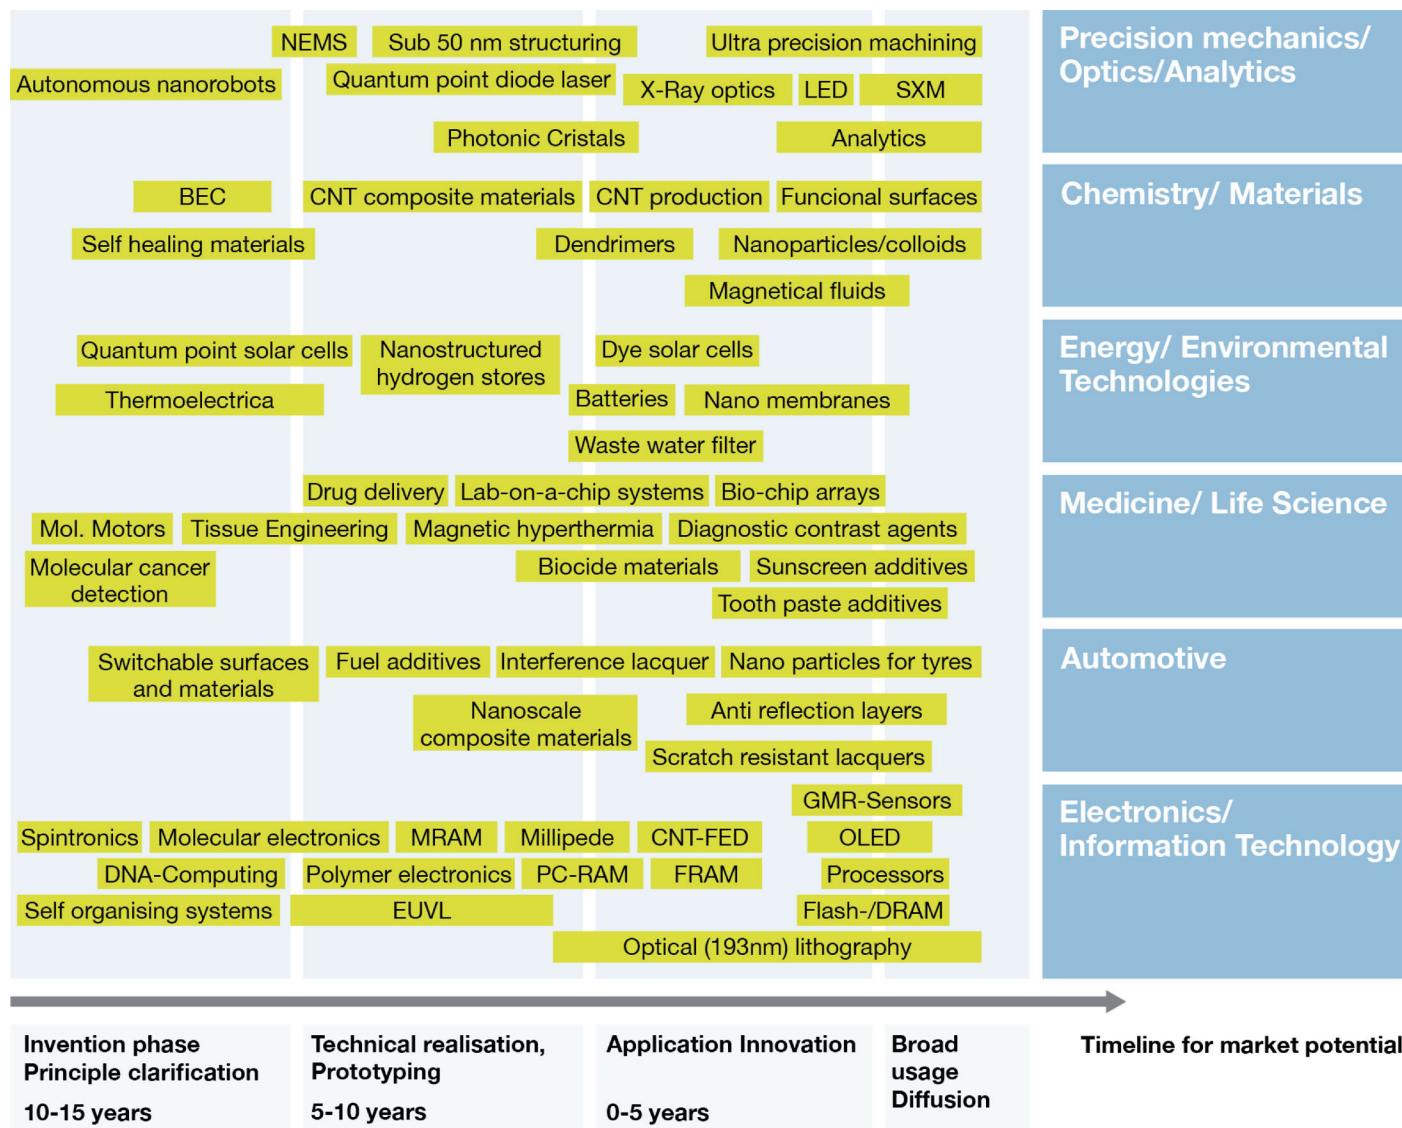 NEMS
Sub 50 nm structuring
Ultra precision machining
Autonomous nanorobots
Quantum point diode laser
X-Ray optics
LED
SXM
Photonic Cristals
Analytics
Precision mechanics/
Optics/Analytics
BEC
CNT composite materials
CNT production
Funcional surfaces
Self healing materials
Dendrimers
Nanoparticles/colloids
Magnetical fluids
Chemistry/ Materials
Quantum point solar cells
Nanostructured
hydrogen stores
Dye solar cells
Thermoelectrica
Batteries
Nano membranes
Waste water filter
Energy/ Environmental
Technologies
Drug delivery
Lab-on-a-chip systems
Bio-chip arrays
Mol. Motors
Tissue Engineering
Magnetic hyperthermia
Diagnostic contrast agents
Molecular cancer
detection
Biocide materials
Sunscreen additives
Tooth paste additives
Medicine/ Life Science
Switchable surfaces
and materials
Fuel additives
Interference lacquer
Nano particles for tyres
Nanoscale
composite materials
Anti reflection layers
Scratch resistant lacquers
Automotive
GMR-Sensors
Spintronics
Molecular electronics
MRAM
Millipede
CNT-FED
OLED
DNA-Computing
Polymer electronics
PC-RAM
FRAM
Processors
Self organising systems
EUVL
Flash-/DRAM
Optical (193nm) lithography
Electronics/
Information Technology
Invention phase
Principle clarification
10-15 years
Technical realisation,
Prototyping
5-10 years
Application Innovation
0-5 years
Broad
usage
Diffusion
Timeline for market potential